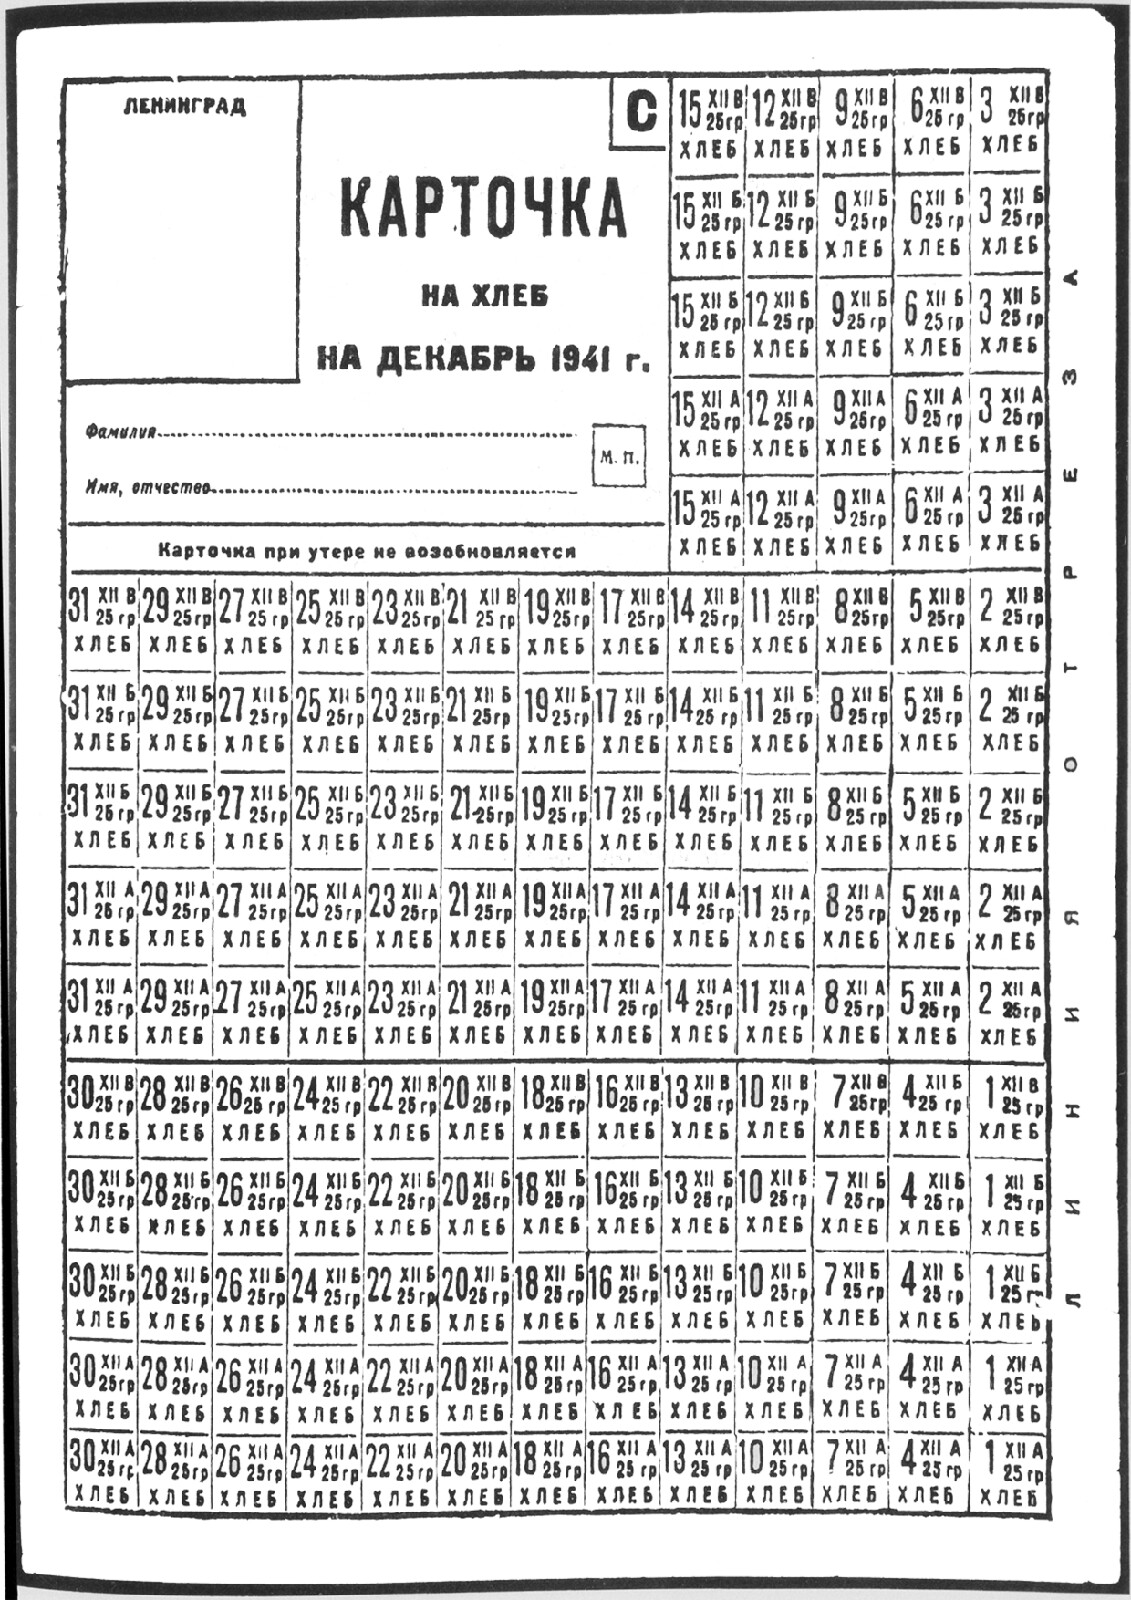 ЛЕНИНГРАД
С
КАРТОЧКА
НА ХЛЕБ
НА ДЕКАБРЬ 1941 г.
Фамилия
Имя, отчество
М. П.
Карточка при утере не возобновляется
15 XII В 12 XII В 9 XII В 6 XII В 3 XII В
25 гр 25 гр 25 гр 25 гр 25 гр
ХЛЕБ ХЛЕБ ХЛЕБ ХЛЕБ ХЛЕБ
15 XII Б 12 XII Б 9 XII Б 6 XII Б 3 XII Б
25 гр 25 гр 25 гр 25 гр 25 гр
ХЛЕБ ХЛЕБ ХЛЕБ ХЛЕБ ХЛЕБ
15 XII Б 12 XII Б 9 XII Б 6 XII Б 3 XII Б
25 гр 25 гр 25 гр 25 гр 25 гр
ХЛЕБ ХЛЕБ ХЛЕБ ХЛЕБ ХЛЕБ
15 XII А 12 XII А 9 XII А 6 XII А 3 XII А
25 гр 25 гр 25 гр 25 гр 25 гр
ХЛЕБ ХЛЕБ ХЛЕБ ХЛЕБ ХЛЕБ
15 XII А 12 XII А 9 XII А 6 XII А 3 XII А
25 гр 25 гр 25 гр 25 гр 25 гр
ХЛЕБ ХЛЕБ ХЛЕБ ХЛЕБ ХЛЕБ
31 XII В 29 XII В 27 XII В 25 XII В 23 XII В 21 XII В 19 XII В 17 XII В 14 XII В 11 XII В 8 XII В 5 XII В 2 XII В
25 гр 25 гр 25 гр 25 гр 25 гр 25 гр 25 гр 25 гр 25 гр 25 гр 25 гр 25 гр 25 гр
ХЛЕБ ХЛЕБ ХЛЕБ ХЛЕБ ХЛЕБ ХЛЕБ ХЛЕБ ХЛЕБ ХЛЕБ ХЛЕБ ХЛЕБ ХЛЕБ ХЛЕБ
31 XII Б 29 XII Б 27 XII Б 25 XII Б 23 XII Б 21 XII Б 19 XII Б 17 XII Б 14 XII Б 11 XII Б 8 XII Б 5 XII Б 2 XII Б
25 гр 25 гр 25 гр 25 гр 25 гр 25 гр 25 гр 25 гр 25 гр 25 гр 25 гр 25 гр 25 гр
ХЛЕБ ХЛЕБ ХЛЕБ ХЛЕБ ХЛЕБ ХЛЕБ ХЛЕБ ХЛЕБ ХЛЕБ ХЛЕБ ХЛЕБ ХЛЕБ ХЛЕБ
31 XII Б 29 XII Б 27 XII Б 25 XII Б 23 XII Б 21 XII Б 19 XII Б 17 XII Б 14 XII Б 11 XII Б 8 XII Б 5 XII Б 2 XII Б
25 гр 25 гр 25 гр 25 гр 25 гр 25 гр 25 гр 25 гр 25 гр 25 гр 25 гр 25 гр 25 гр
ХЛЕБ ХЛЕБ ХЛЕБ ХЛЕБ ХЛЕБ ХЛЕБ ХЛЕБ ХЛЕБ ХЛЕБ ХЛЕБ ХЛЕБ ХЛЕБ ХЛЕБ
31 XII А 29 XII А 27 XII А 25 XII А 23 XII А 21 XII А 19 XII А 17 XII А 14 XII А 11 XII А 8 XII А 5 XII А 2 XII А
25 гр 25 гр 25 гр 25 гр 25 гр 25 гр 25 гр 25 гр 25 гр 25 гр 25 гр 25 гр 25 гр
ХЛЕБ ХЛЕБ ХЛЕБ ХЛЕБ ХЛЕБ ХЛЕБ ХЛЕБ ХЛЕБ ХЛЕБ ХЛЕБ ХЛЕБ ХЛЕБ ХЛЕБ
31 XII А 29 XII А 27 XII А 25 XII А 23 XII А 21 XII А 19 XII А 17 XII А 14 XII А 11 XII А 8 XII А 5 XII А 2 XII А
25 гр 25 гр 25 гр 25 гр 25 гр 25 гр 25 гр 25 гр 25 гр 25 гр 25 гр 25 гр 25 гр
ХЛЕБ ХЛЕБ ХЛЕБ ХЛЕБ ХЛЕБ ХЛЕБ ХЛЕБ ХЛЕБ ХЛЕБ ХЛЕБ ХЛЕБ ХЛЕБ ХЛЕБ
30 XII В 28 XII В 26 XII В 24 XII В 22 XII В 20 XII В 18 XII В 16 XII В 13 XII В 10 XII В 7 XII В 4 XII Б 1 XII В
25 гр 25 гр 25 гр 25 гр 25 гр 25 гр 25 гр 25 гр 25 гр 25 гр 25 гр 25 гр 25 гр
ХЛЕБ ХЛЕБ ХЛЕБ ХЛЕБ ХЛЕБ ХЛЕБ ХЛЕБ ХЛЕБ ХЛЕБ ХЛЕБ ХЛЕБ ХЛЕБ ХЛЕБ
30 XII Б 28 XII Б 26 XII Б 24 XII Б 22 XII Б 20 XII Б 18 XII Б 16 XII Б 13 XII Б 10 XII Б 7 XII Б 4 XII Б 1 XII Б
25 гр 25 гр 25 гр 25 гр 25 гр 25 гр 25 гр 25 гр 25 гр 25 гр 25 гр 25 гр 25 гр
ХЛЕБ ХЛЕБ ХЛЕБ ХЛЕБ ХЛЕБ ХЛЕБ ХЛЕБ ХЛЕБ ХЛЕБ ХЛЕБ ХЛЕБ ХЛЕБ ХЛЕБ
30 XII Б 28 XII Б 26 XII Б 24 XII Б 22 XII Б 20 XII Б 18 XII Б 16 XII Б 13 XII Б 10 XII Б 7 XII Б 4 XII Б 1 XII Б
25 гр 25 гр 25 гр 25 гр 25 гр 25 гр 25 гр 25 гр 25 гр 25 гр 25 гр 25 гр 25 гр
ХЛЕБ ХЛЕБ ХЛЕБ ХЛЕБ ХЛЕБ ХЛЕБ ХЛЕБ ХЛЕБ ХЛЕБ ХЛЕБ ХЛЕБ ХЛЕБ ХЛЕБ
30 XII А 28 XII А 26 XII А 24 XII А 22 XII А 20 XII А 18 XII А 16 XII А 13 XII А 10 XII А 7 XII А 4 XII А 1 XII А
25 гр 25 гр 25 гр 25 гр 25 гр 25 гр 25 гр 25 гр 25 гр 25 гр 25 гр 25 гр 25 гр
ХЛЕБ ХЛЕБ ХЛЕБ ХЛЕБ ХЛЕБ ХЛЕБ ХЛЕБ ХЛЕБ ХЛЕБ ХЛЕБ ХЛЕБ ХЛЕБ ХЛЕБ
30 XII А 28 XII А 26 XII А 24 XII А 22 XII А 20 XII А 18 XII А 16 XII А 13 XII А 10 XII А 7 XII А 4 XII А 1 XII А
25 гр 25 гр 25 гр 25 гр 25 гр 25 гр 25 гр 25 гр 25 гр 25 гр 25 гр 25 гр 25 гр
ХЛЕБ ХЛЕБ ХЛЕБ ХЛЕБ ХЛЕБ ХЛЕБ ХЛЕБ ХЛЕБ ХЛЕБ ХЛЕБ ХЛЕБ ХЛЕБ ХЛЕБ
ЛИНИЯ ОТРЕЗА